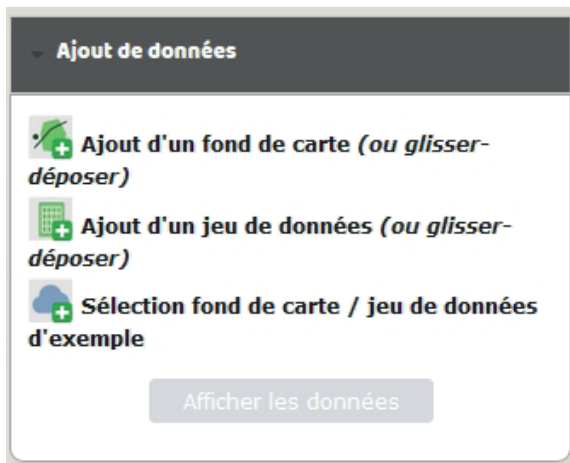 Ajout de données
Ajout d'un fond de carte (ou glisser-
déposer)
Ajout d'un jeu de données (ou glisser-
déposer)
Sélection fond de carte / jeu de données
d'exemple
Afficher les données